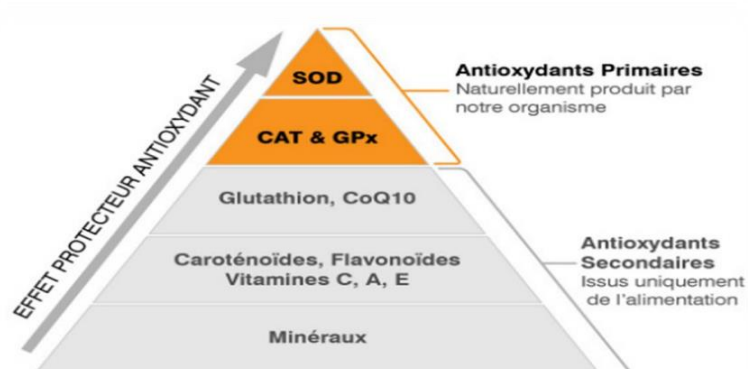 EFFET PROTECTEUR ANTIOXYDANT
SOD
CAT & GPx
Glutathion, CoQ10
Caroténoïdes, Flavonoïdes
Vitamines C, A, E
Minéraux
Antioxydants Primaires
Naturellement produit par
notre organisme
Antioxydants
Secondaires
Issus uniquement
de l'alimentation